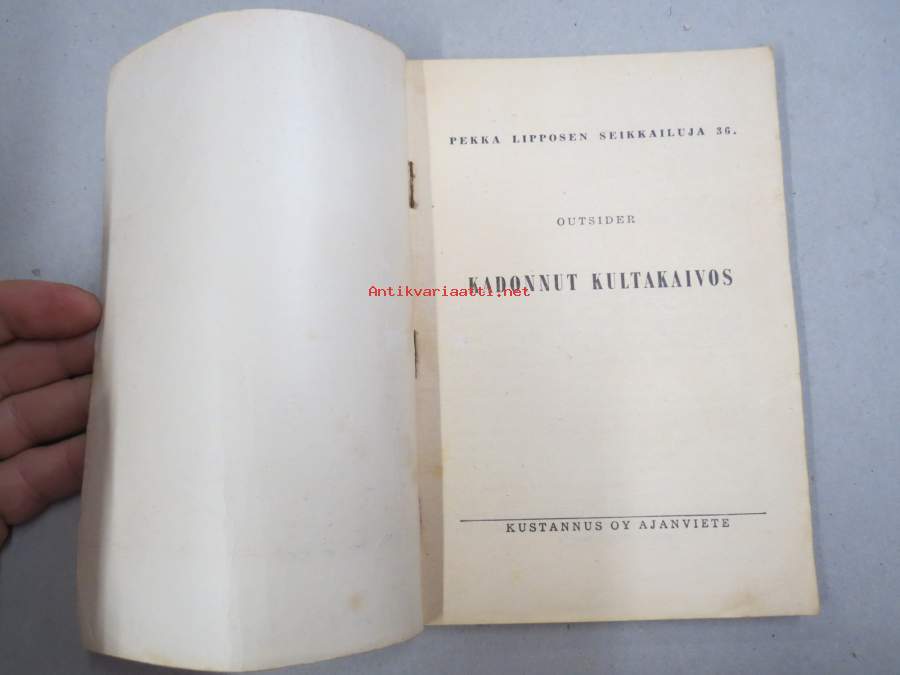 PEKKA LIPPOSEN SEIKKAILUJA 36.
OUTSIDER
KADONNUT KULTAKAIVOS
Antikvariaatti.net
KUSTANNUS OY AJANVIETE